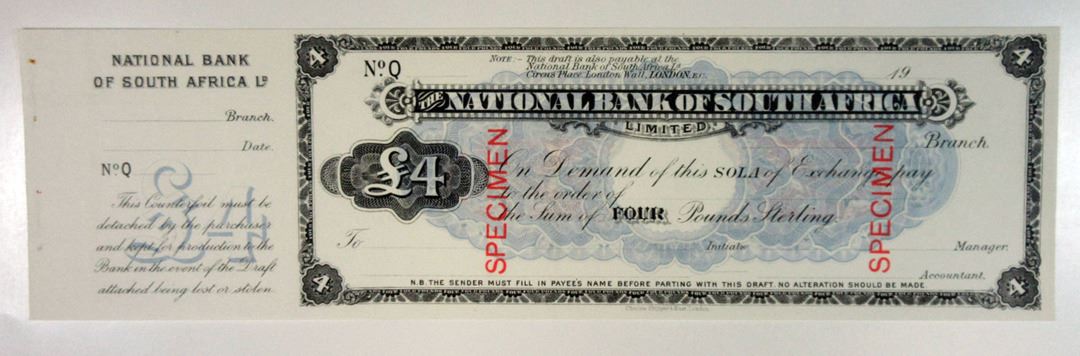 NATIONAL BANK
OF SOUTH AFRICA Lᴰ
Branch.
Date.
Nº Q
£4
This Counterfoil must be
detached by the purchaser
and kept for production to the
Bank in the event of the Draft
attached being lost or stolen.
4
4
Nº Q
NOTE:- This draft is also payable at the
National Bank of South Africa Lᵈ
Circus Place, London Wall, LONDON, E.C.
19
THE NATIONAL BANK OF SOUTH AFRICA
LIMITED.
Branch.
£4
SPECIMEN
SPECIMEN
On Demand of this SOLA of Exchange pay
to the order of
the Sum of FOUR Pounds Sterling
To
Initials
Manager.
Accountant.
4
4
N.B. THE SENDER MUST FILL IN PAYEE'S NAME BEFORE PARTING WITH THIS DRAFT. NO ALTERATION SHOULD BE MADE.